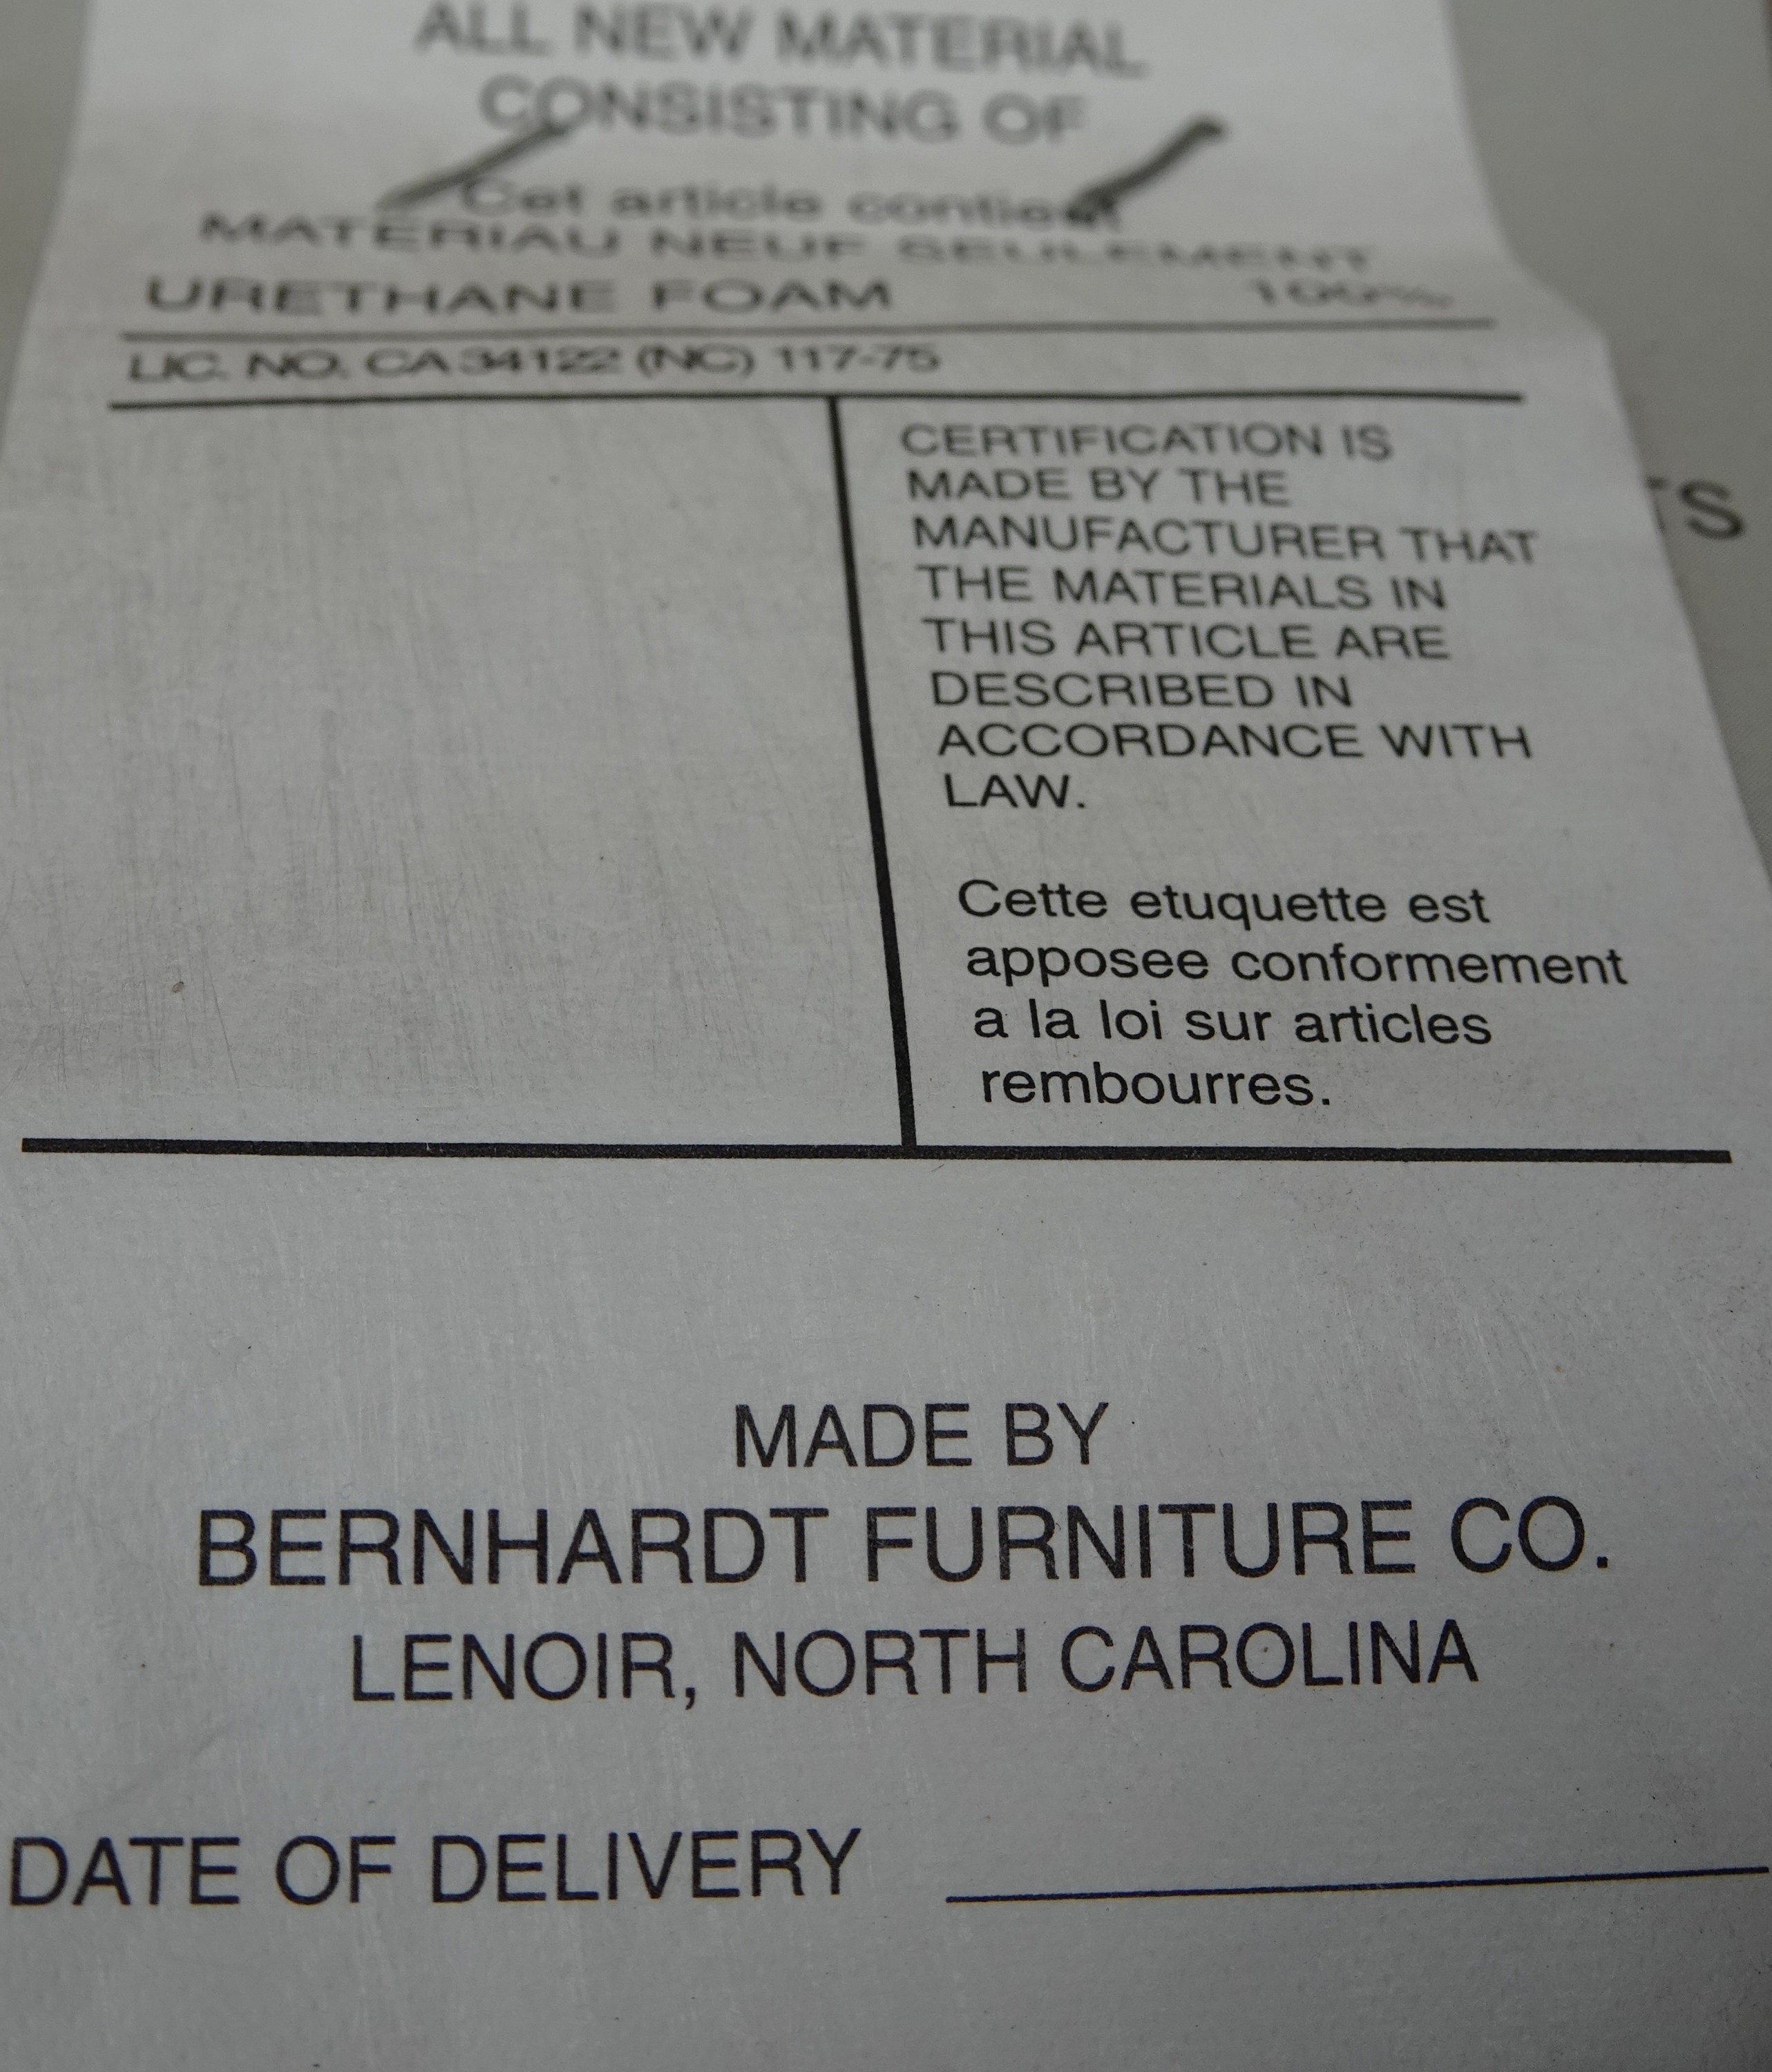 ALL NEW MATERIAL
CONSISTING OF
Cet article contient
MATERIAU NEUF SEULEMENT
URETHANE FOAM 100%
LIC. NO. CA 34122 (NC) 117-75
CERTIFICATION IS
MADE BY THE
MANUFACTURER THAT
THE MATERIALS IN
THIS ARTICLE ARE
DESCRIBED IN
ACCORDANCE WITH
LAW.
Cette etuquette est
apposee conformement
a la loi sur articles
rembourres.
MADE BY
BERNHARDT FURNITURE CO.
LENOIR, NORTH CAROLINA
DATE OF DELIVERY